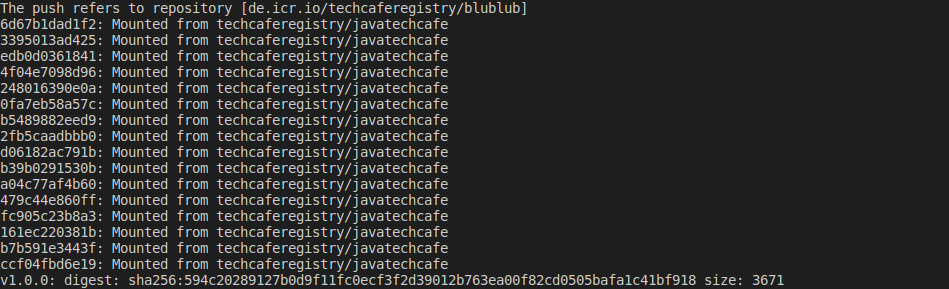 The push refers to repository [de.icr.io/techcaferegistry/blublub]
6d67b1dad1f2: Mounted from techcaferegistry/javatechcafe
3395013ad425: Mounted from techcaferegistry/javatechcafe
edb0d0361841: Mounted from techcaferegistry/javatechcafe
4f04e7098d96: Mounted from techcaferegistry/javatechcafe
248016390e0a: Mounted from techcaferegistry/javatechcafe
0fa7eb58a57c: Mounted from techcaferegistry/javatechcafe
b5489882eed9: Mounted from techcaferegistry/javatechcafe
2fb5caadbbb0: Mounted from techcaferegistry/javatechcafe
d06182ac791b: Mounted from techcaferegistry/javatechcafe
b39b0291530b: Mounted from techcaferegistry/javatechcafe
a04c77af4b60: Mounted from techcaferegistry/javatechcafe
479c44e860ff: Mounted from techcaferegistry/javatechcafe
fc905c23b8a3: Mounted from techcaferegistry/javatechcafe
161ec220381b: Mounted from techcaferegistry/javatechcafe
b7b591e3443f: Mounted from techcaferegistry/javatechcafe
ccf04fbd6e19: Mounted from techcaferegistry/javatechcafe
v1.0.0: digest: sha256:594c20289127b0d9f11fc0ecf3f2d39012b763ea00f82cd0505bafa1c41bf918 size: 3671